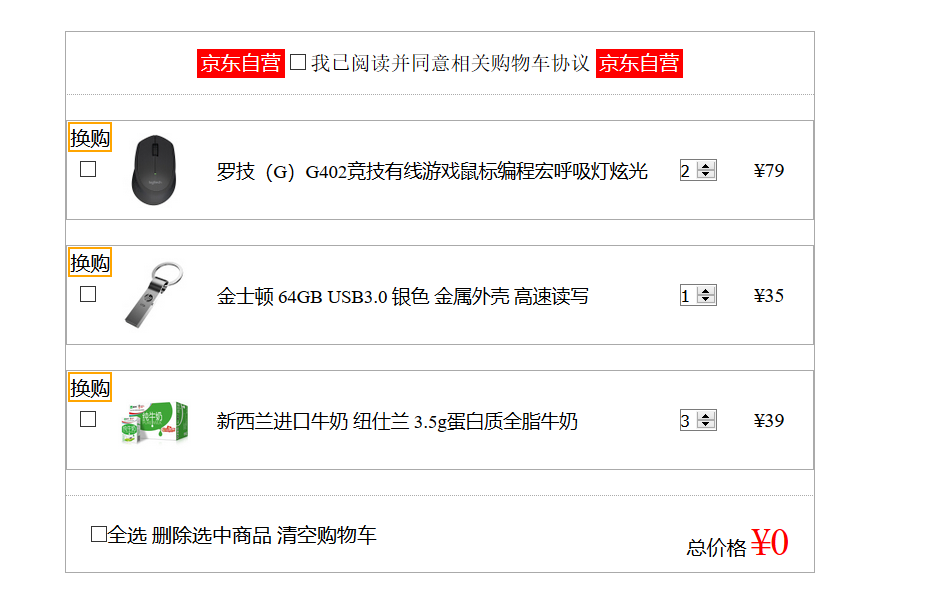 京东自营 我已阅读并同意相关购物车协议 京东自营
换购
罗技（G）G402竞技有线游戏鼠标编程宏呼吸灯炫光 2 ¥79
换购
金士顿 64GB USB3.0 银色 金属外壳 高速读写 1 ¥35
换购
纯牛奶
新西兰进口牛奶 纽仕兰 3.5g蛋白质全脂牛奶 3 ¥39
全选 删除选中商品 清空购物车
总价格 ¥0